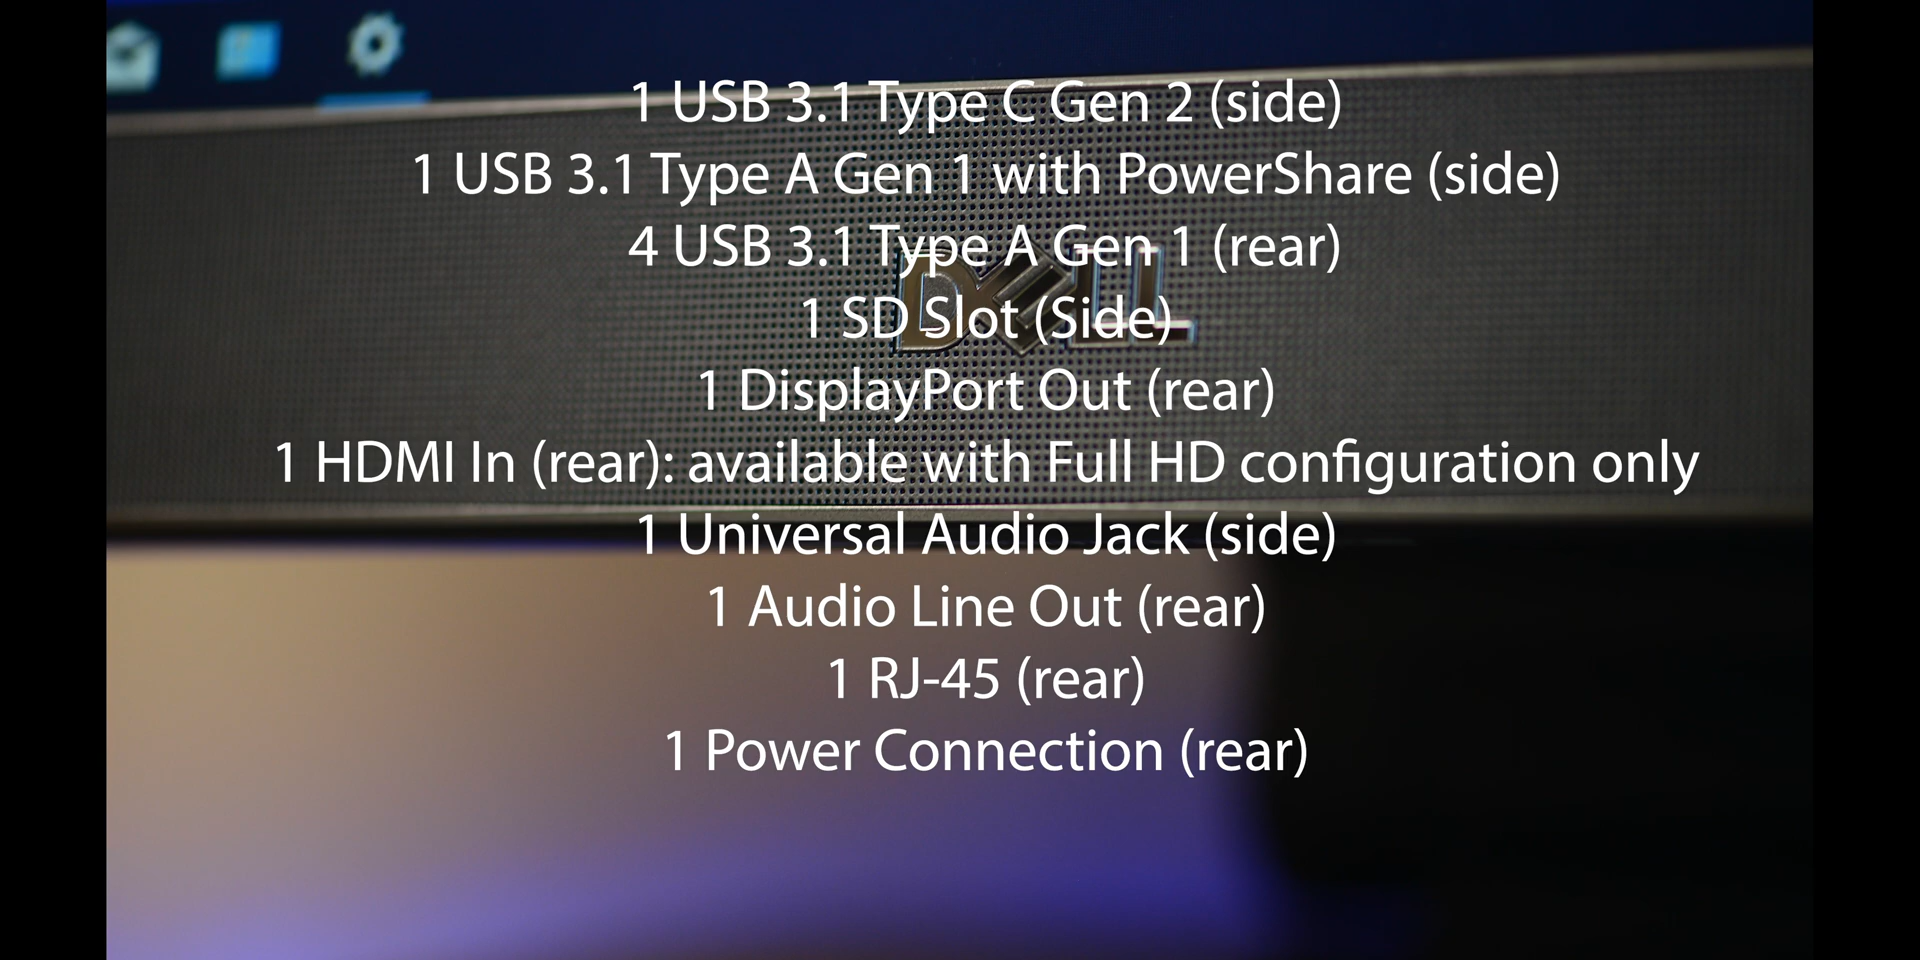 1 USB 3.1 Type C Gen 2 (side)
1 USB 3.1 Type A Gen 1 with PowerShare (side)
4 USB 3.1 Type A Gen 1 (rear)
DELL
1 SD Slot (Side)
1 DisplayPort Out (rear)
1 HDMI In (rear): available with Full HD configuration only
1 Universal Audio Jack (side)
1 Audio Line Out (rear)
1 RJ-45 (rear)
1 Power Connection (rear)